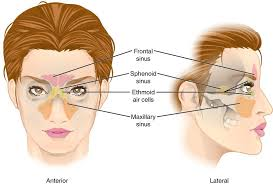 Frontal
sinus
Sphenoid
sinus
Ethmoid
air cells
Maxillary
sinus
Anterior
Lateral